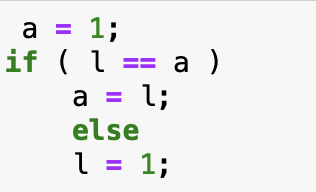 a = 1;
if ( l == a )
a = l;
else
l = 1;